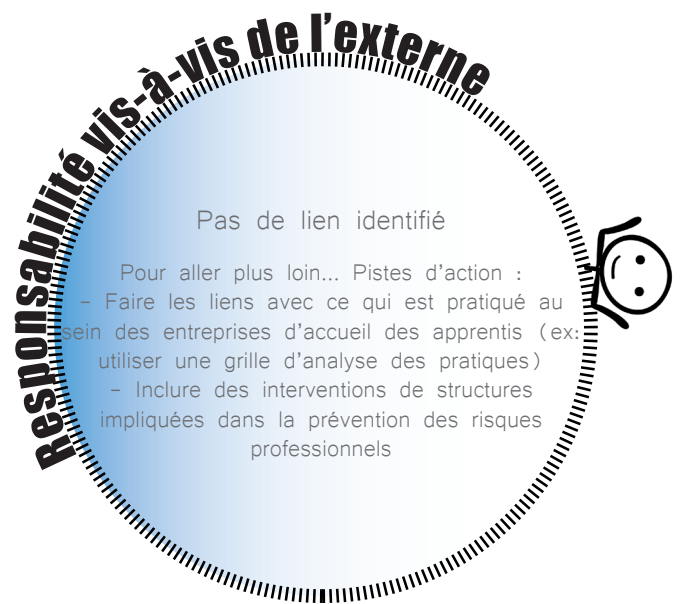 Responsabilité vis-à-vis de l’externe
Pas de lien identifié
Pour aller plus loin... Pistes d’action :
- Faire les liens avec ce qui est pratiqué au
sein des entreprises d’accueil des apprentis (ex:
utiliser une grille d’analyse des pratiques)
- Inclure des interventions de structures
impliquées dans la prévention des risques
professionnels